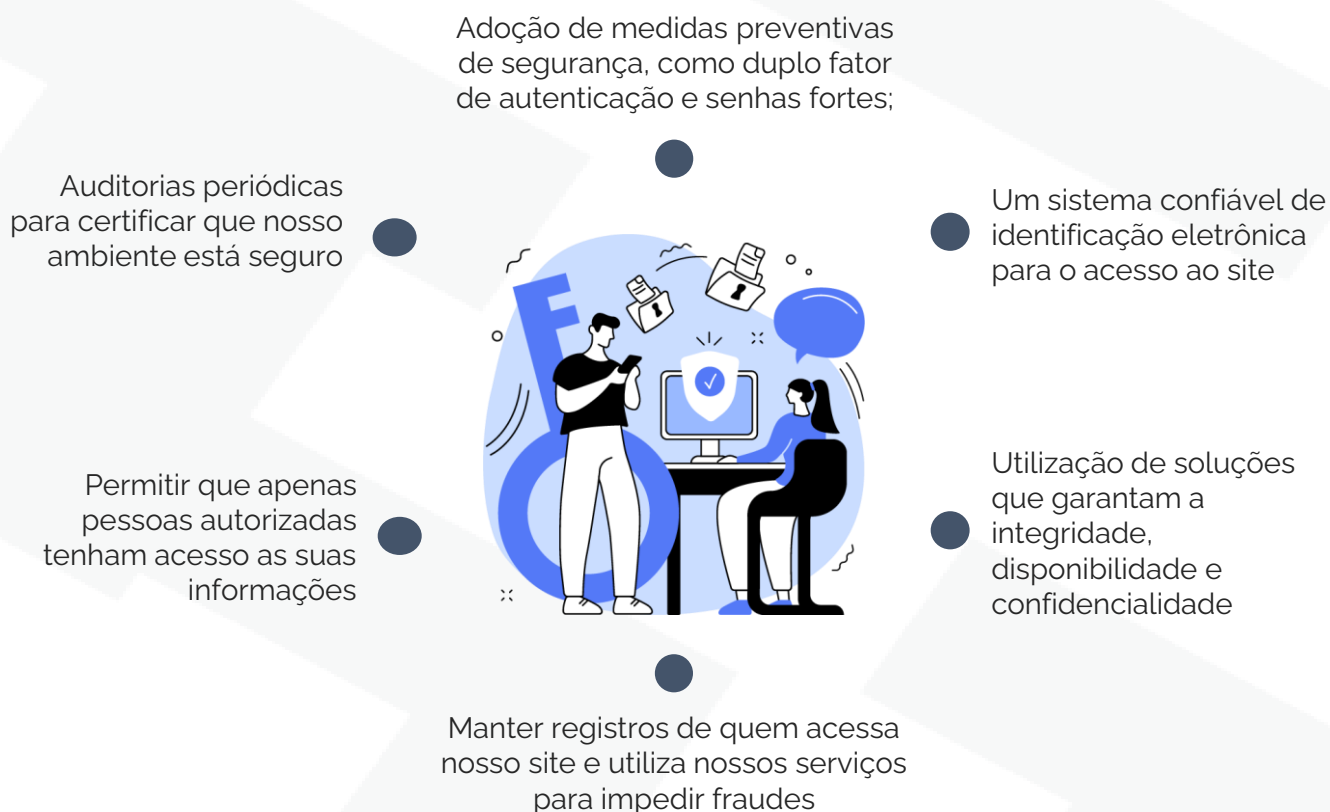 Adoção de medidas preventivas
de segurança, como duplo fator
de autenticação e senhas fortes;
Auditorias periódicas
para certificar que nosso
ambiente está seguro
Um sistema confiável de
identificação eletrônica
para o acesso ao site
Permitir que apenas
pessoas autorizadas
tenham acesso as suas
informações
Utilização de soluções
que garantam a
integridade,
disponibilidade e
confidencialidade
Manter registros de quem acessa
nosso site e utiliza nossos serviços
para impedir fraudes